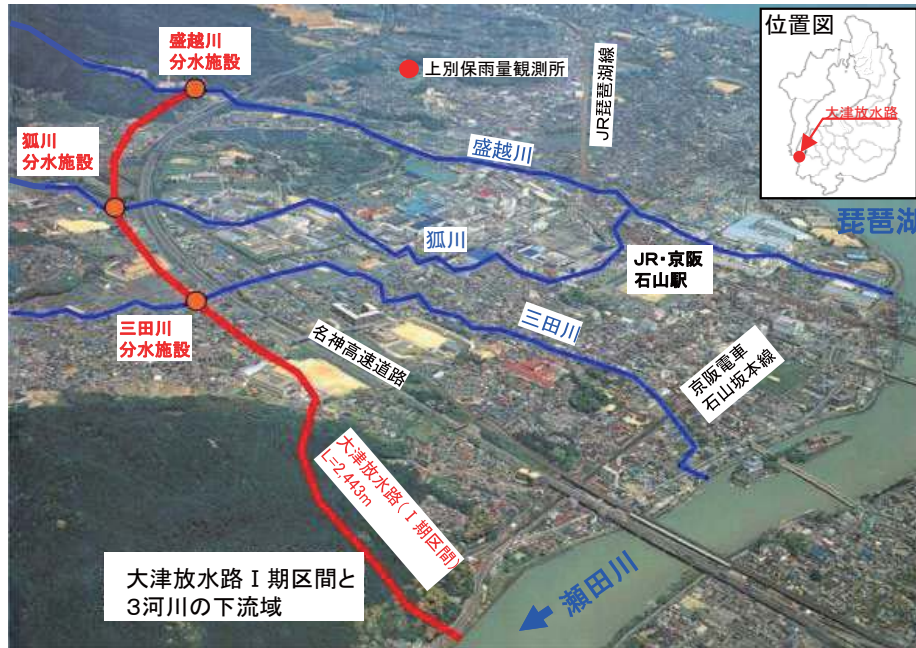 盛越川
分水施設
上別保雨量観測所
JR琵琶湖線
位置図
大津放水路
狐川
分水施設
盛越川
琵琶湖
狐川
JR・京阪
石山駅
三田川
分水施設
三田川
名神高速道路
京阪電車
石山坂本線
大津放水路(Ⅰ期区間)
L=2,443m
大津放水路Ⅰ期区間と
3河川の下流域
瀬田川